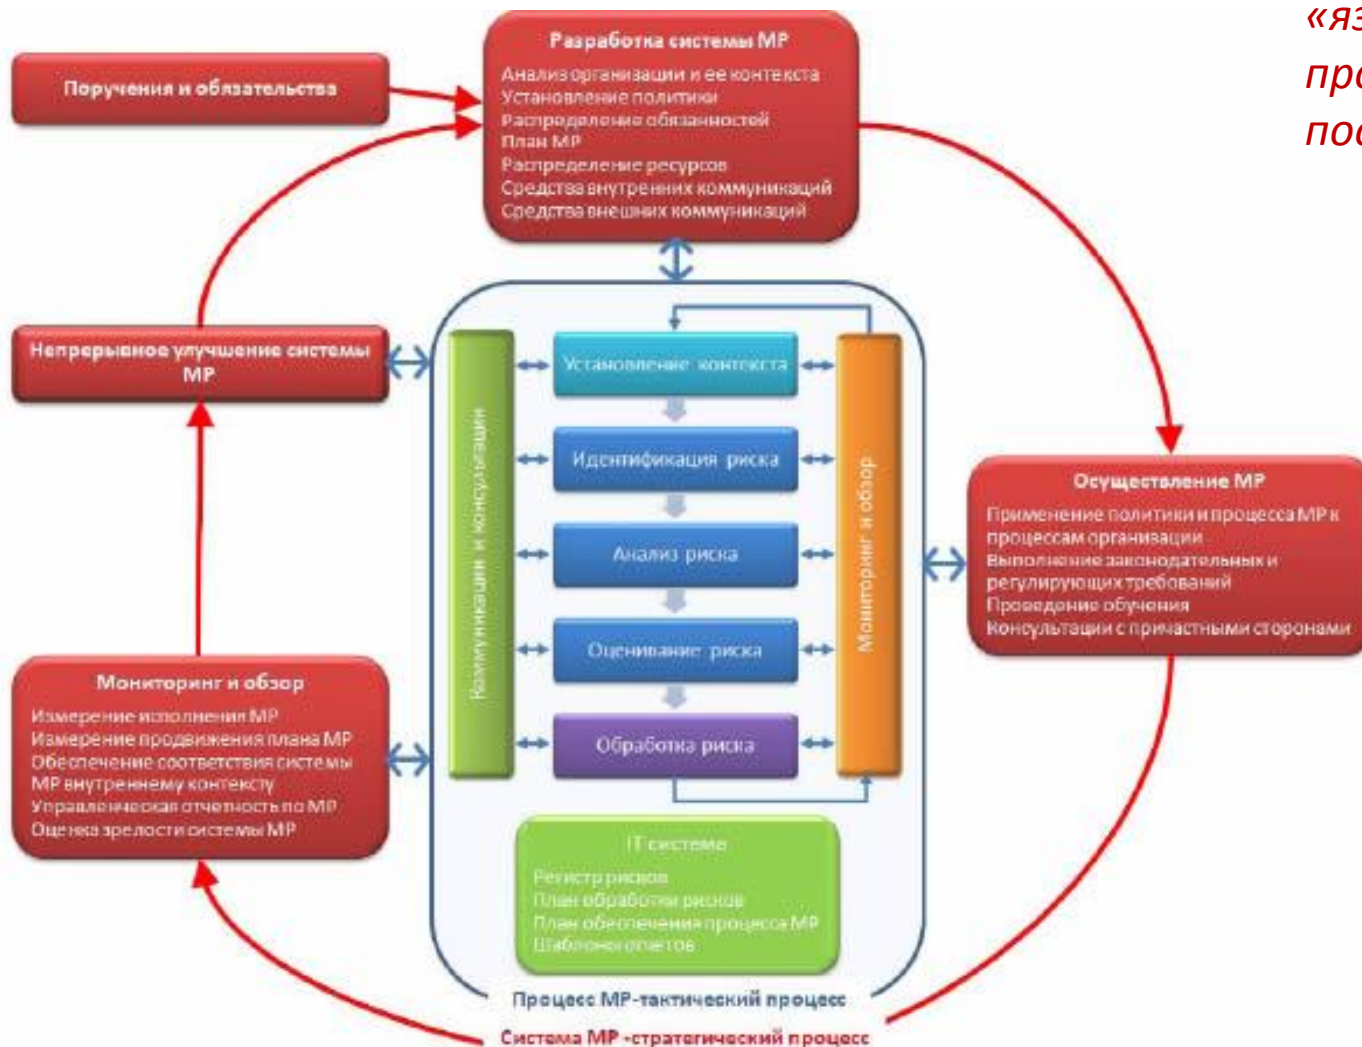 Разработка системы МР
Анализ организации и ее контекста
Установление политики
Распределение обязанностей
План МР
Распределение ресурсов
Средства внутренних коммуникаций
Средства внешних коммуникаций
Поручения и обязательства
Непрерывное улучшение системы
МР
Коммуникации и консультации
Установление контекста
Идентификация риска
Анализ риска
Оценивание риска
Обработка риска
Мониторинг и обзор
Осуществление МР
Применение политики и процесса МР к
процессам организации
Выполнение законодательных и
регулирующих требований
Проведение обучения
Консультации с причастными сторонами
Мониторинг и обзор
Измерение исполнения МР
Измерение продвижения плана МР
Обеспечение соответствия системы
МР внутреннему контексту
Управленческая отчетность по МР
Оценка зрелости системы МР
IT система
Регистр рисков
План обработки рисков
План обеспечения процесса МР
Шаблоны отчетов
Процесс МР-тактический процесс
Система МР -стратегический процесс